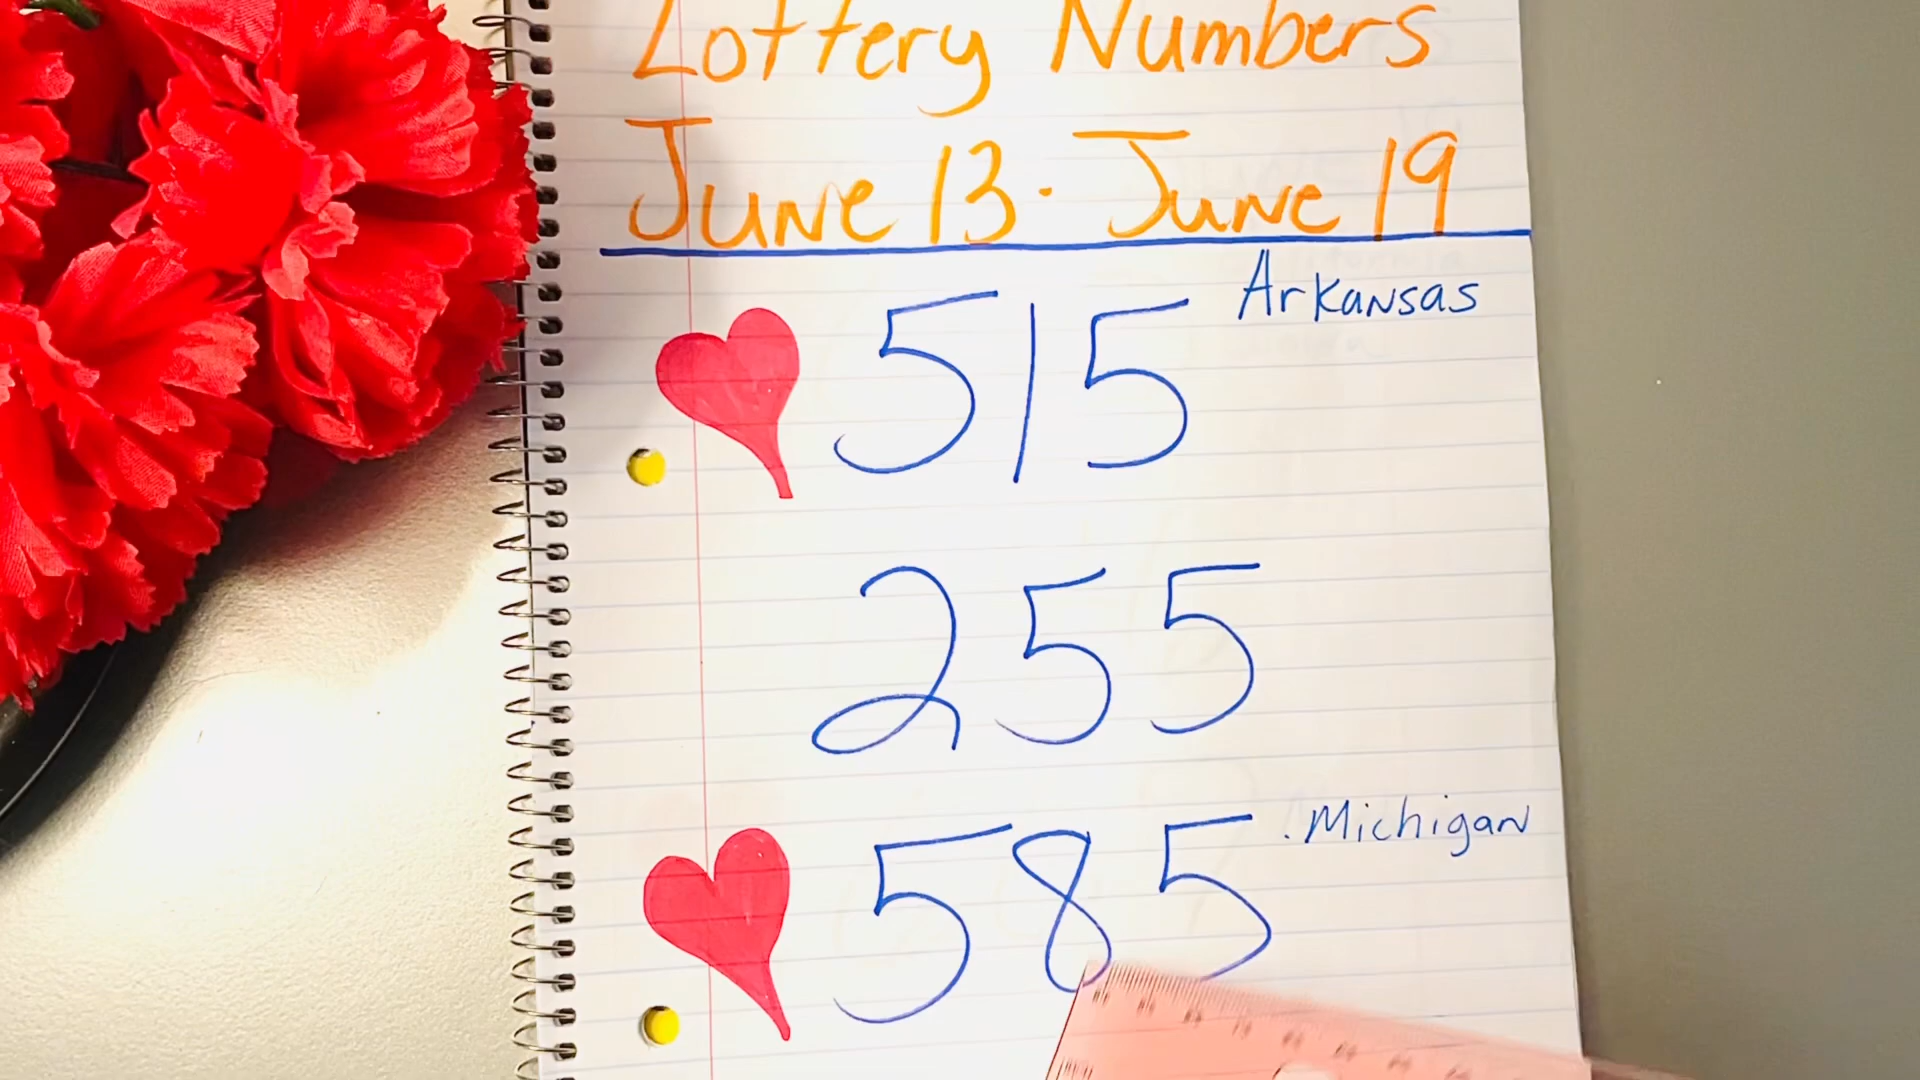 Lottery Numbers
June 13 - June 19
Arkansas
515
255
.Michigan
585